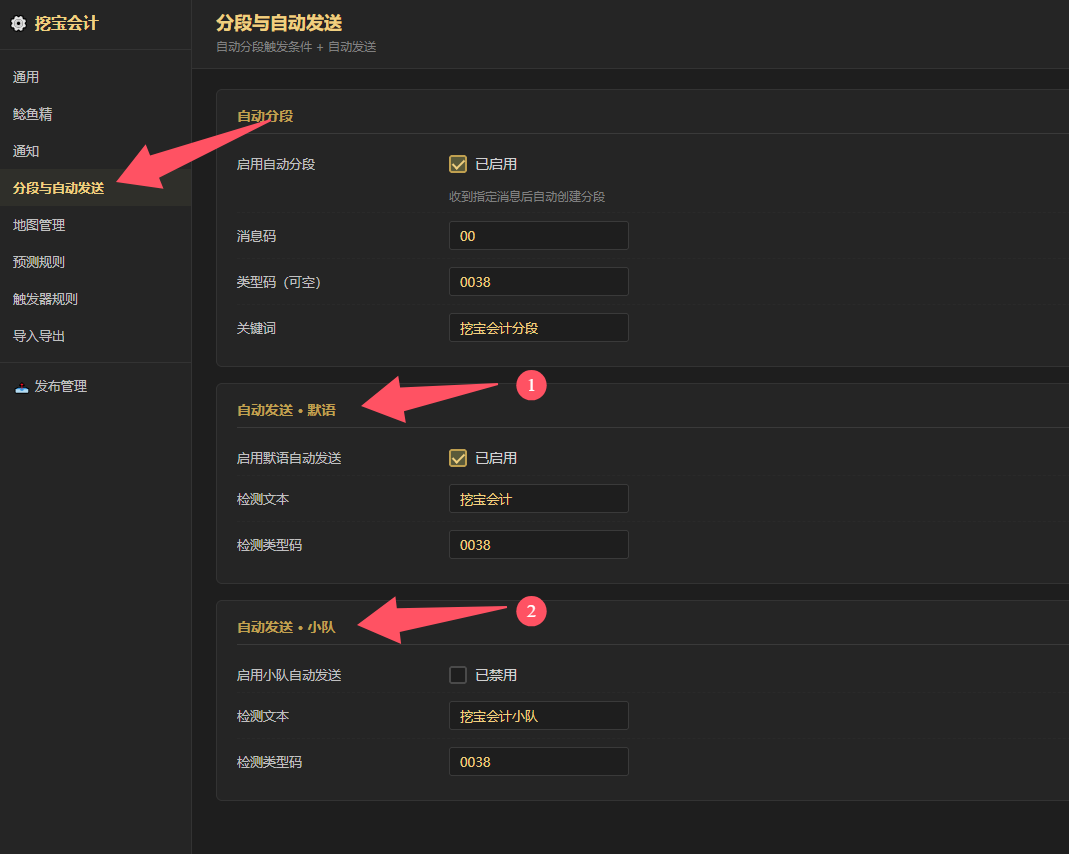 挖宝会计
通用
鲶鱼精
通知
分段与自动发送
地图管理
预测规则
触发器规则
导入导出
发布管理
分段与自动发送
自动分段触发条件 + 自动发送
自动分段
启用自动分段 已启用
收到指定消息后自动创建分段
消息码 00
类型码（可空） 0038
关键词 挖宝会计分段
自动发送 • 默语 1
启用默语自动发送 已启用
检测文本 挖宝会计
检测类型码 0038
自动发送 • 小队 2
启用小队自动发送 已禁用
检测文本 挖宝会计小队
检测类型码 0038